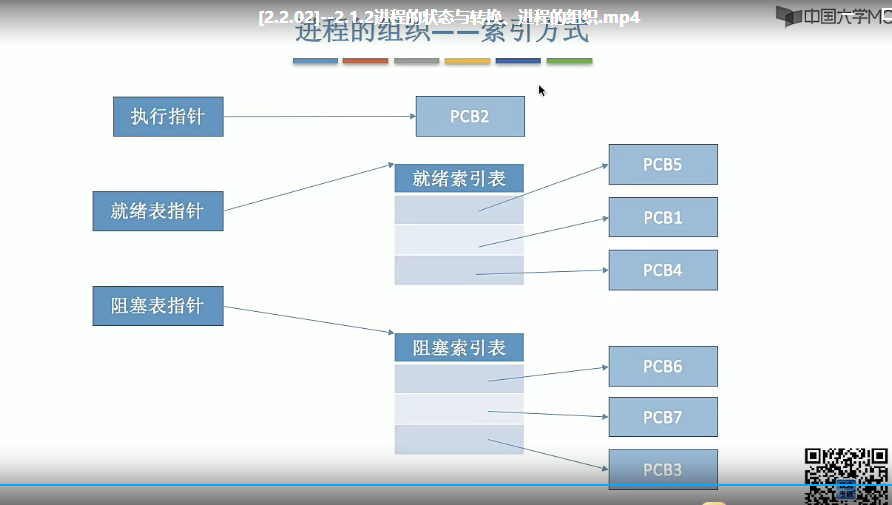 [2.2.02]--2.1.2进程的状态与转换、进程的组织.mp4
中国大学MO
进程的组织——索引方式
执行指针
PCB2
就绪表指针
就绪索引表
PCB5
PCB1
PCB4
阻塞表指针
阻塞索引表
PCB6
PCB7
PCB3